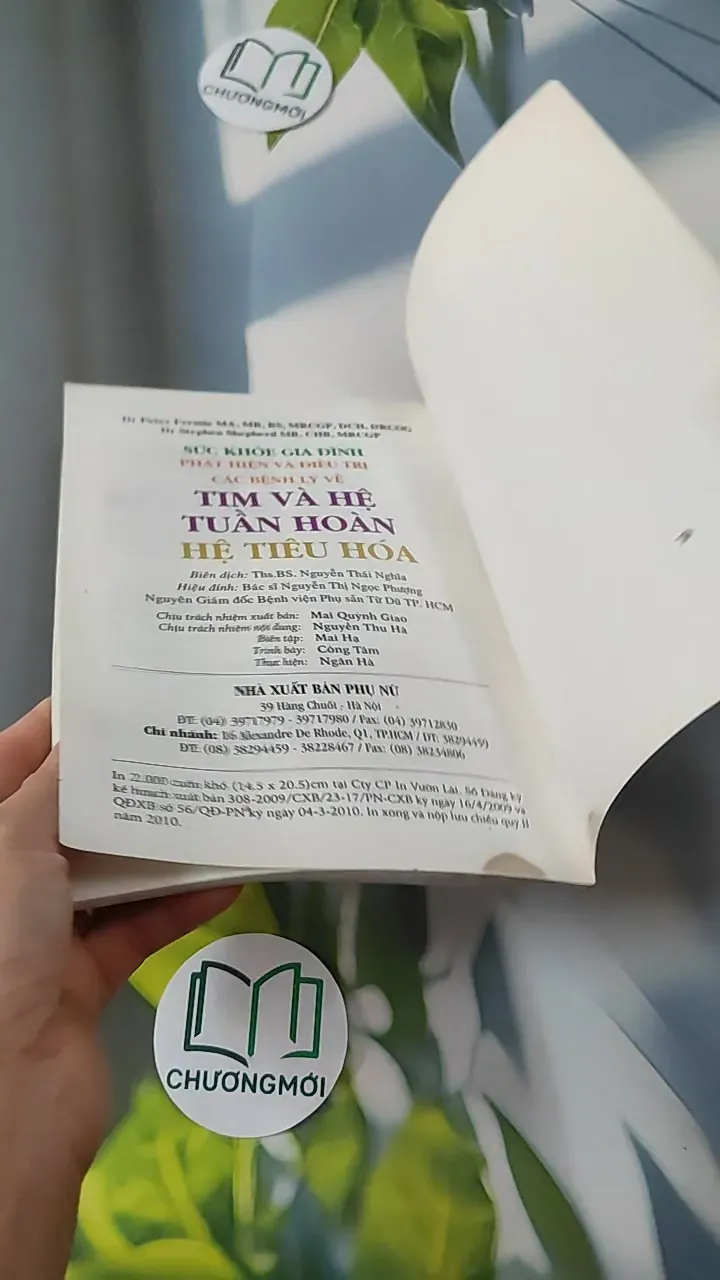 CHƯƠNGMỚI
Dr Peter Fermie MA, MB, BS, MRCGP, DCH, DRCOG
Dr Stephen Shepherd MB, CHB, MRCGP
SỨC KHỎE GIA ĐÌNH
PHÁT HIỆN VÀ ĐIỀU TRỊ
CÁC BỆNH LÝ VỀ
TIM VÀ HỆ
TUẦN HOÀN
HỆ TIÊU HÓA
Biên dịch: Ths.BS. Nguyễn Thái Nghĩa
Hiệu đính: Bác sĩ Nguyễn Thị Ngọc Phượng
Nguyên Giám đốc Bệnh viện Phụ sản Từ Dũ TP. HCM
Chịu trách nhiệm xuất bản: Mai Quỳnh Giao
Chịu trách nhiệm nội dung: Nguyễn Thu Hà
Biên tập: Mai Hạ
Trình bày: Công Tâm
Thực hiện: Ngân Hà
NHÀ XUẤT BẢN PHỤ NỮ
39 Hàng Chuối - Hà Nội
ĐT: (04) 39717979 - 39717980 / Fax: (04) 39712830
Chi nhánh: 16 Alexandre De Rhode, Q1, TP.HCM / ĐT: 38294459
ĐT: (08) 38294459 - 38228467 / Fax: (08) 38234806
In 2.000 cuốn khổ (14.5 x 20.5)cm tại Cty CP In Vườn Lài. Số Đăng ký
kế hoạch xuất bản 308-2009/CXB/23-17/PN-CXB ký ngày 16/4/2009 và
QĐXB số 56/QĐ-PN ký ngày 04-3-2010. In xong và nộp lưu chiểu quý II
năm 2010.
CHƯƠNGMỚI